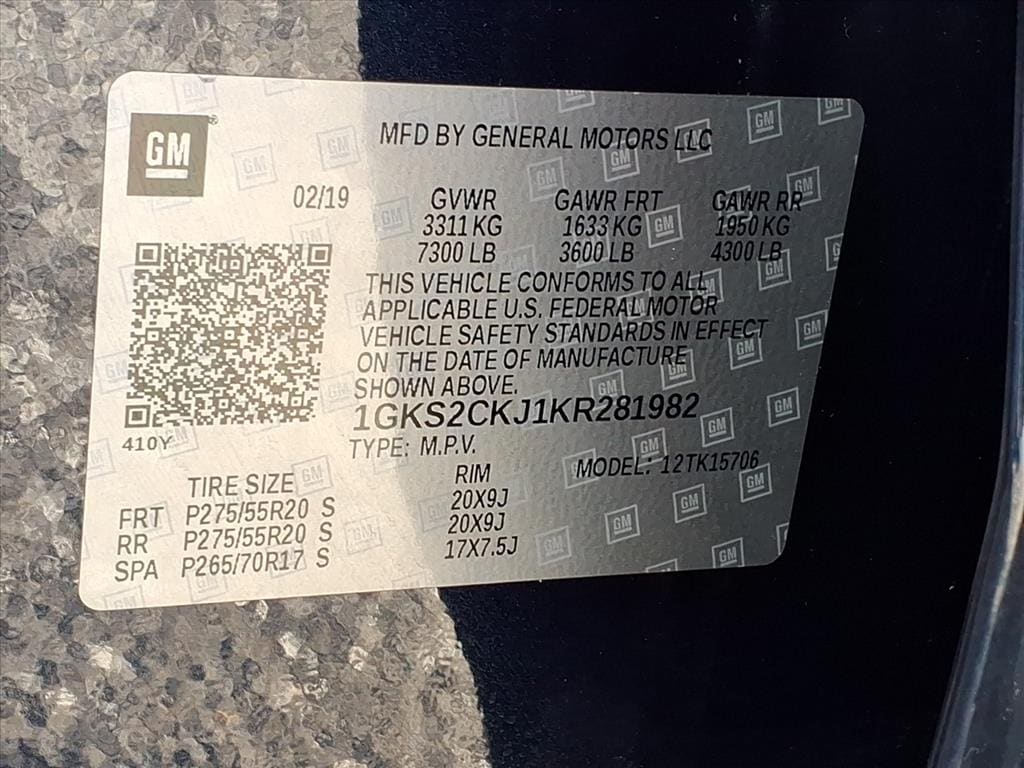 GM
MFD BY GENERAL MOTORS LLC
02/19 GVWR GAWR FRT GAWR RR
3311 KG 1633 KG 1950 KG
7300 LB 3600 LB 4300 LB
THIS VEHICLE CONFORMS TO ALL
APPLICABLE U.S. FEDERAL MOTOR
VEHICLE SAFETY STANDARDS IN EFFECT
ON THE DATE OF MANUFACTURE
SHOWN ABOVE.
1GKS2CKJ1KR281982
410Y
TYPE: M.P.V. MODEL: 12TK15706
TIRE SIZE RIM
FRT P275/55R20 S 20X9J
RR P275/55R20 S 20X9J
SPA P265/70R17 S 17X7.5J